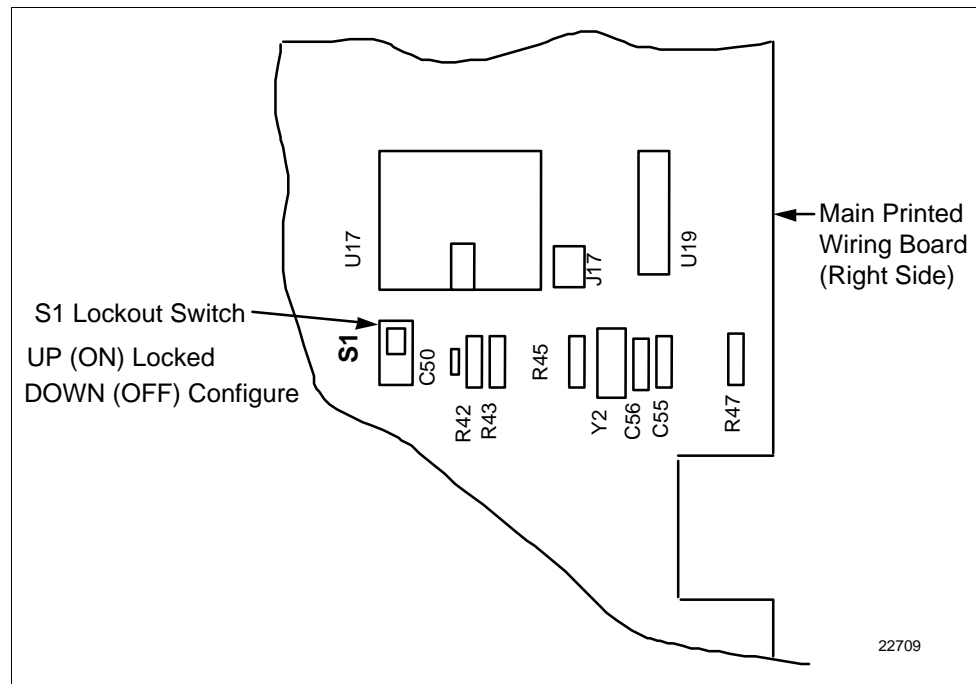 U17
J17
U19
Main Printed
Wiring Board
(Right Side)
S1 Lockout Switch
UP (ON) Locked
DOWN (OFF) Configure
S1
C50
R42
R43
R45
Y2
C56
C55
R47
22709